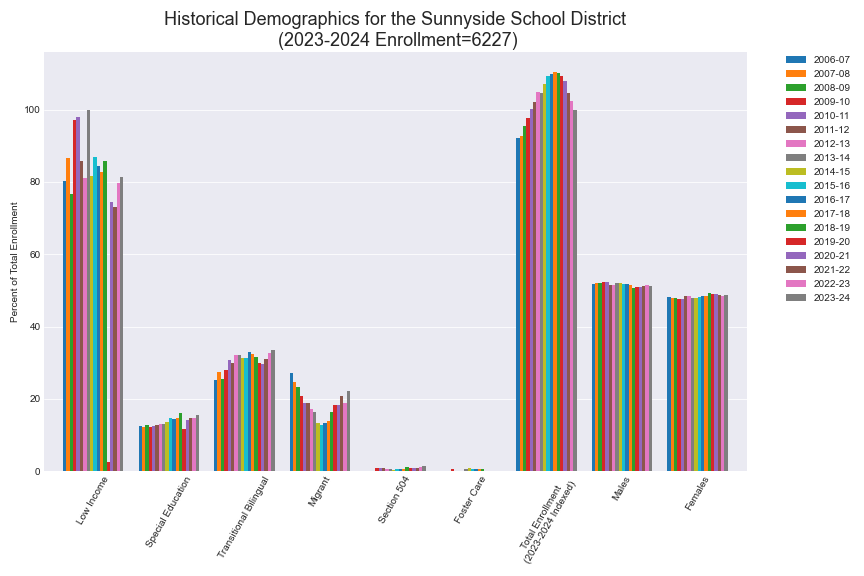 Historical Demographics for the Sunnyside School District
(2023-2024 Enrollment=6227)
Percent of Total Enrollment
100
80
60
40
20
0
Low Income
Special Education
Transitional Bilingual
Migrant
Section 504
Foster Care
Total Enrollment
(2023-2024 Indexed)
Males
Females
2006-07
2007-08
2008-09
2009-10
2010-11
2011-12
2012-13
2013-14
2014-15
2015-16
2016-17
2017-18
2018-19
2019-20
2020-21
2021-22
2022-23
2023-24